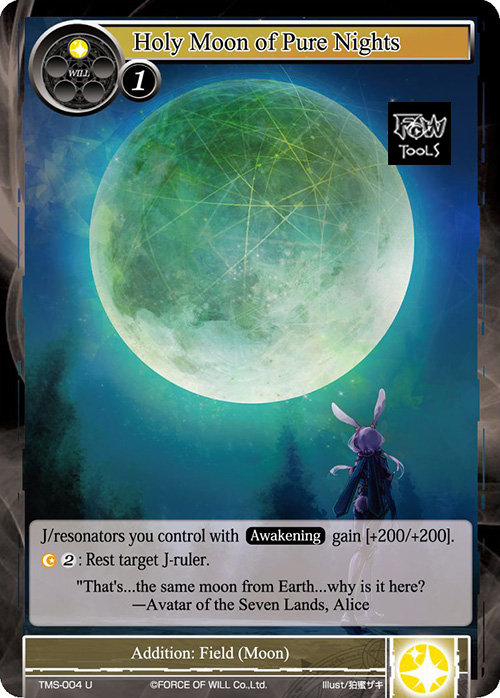 Holy Moon of Pure Nights
WILL
1
FOW
TOOLS
J/resonators you control with Awakening gain [+200/+200].
2 : Rest target J-ruler.
"That's...the same moon from Earth...why is it here?
—Avatar of the Seven Lands, Alice
Addition: Field (Moon)
TMS-004 U ©FORCE OF WILL Co.,Ltd. Illust/狛蜜ザキ